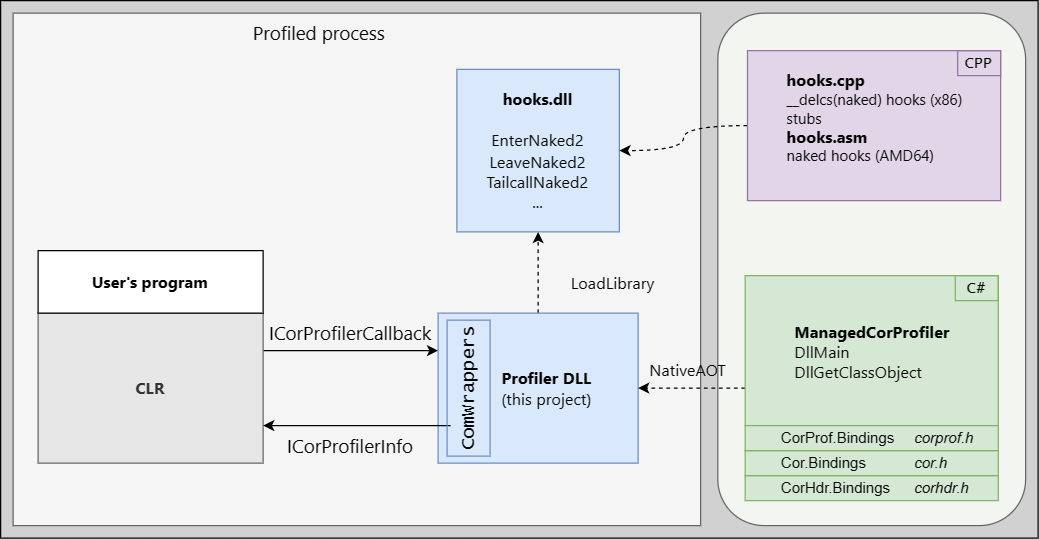 Profiled process
hooks.dll
EnterNaked2
LeaveNaked2
TailcallNaked2
...
CPP
hooks.cpp
__delcs(naked) hooks (x86)
stubs
hooks.asm
naked hooks (AMD64)
LoadLibrary
User's program
CLR
ICorProfilerCallback
ICorProfilerInfo
ComWrappers
Profiler DLL
(this project)
NativeAOT
C#
ManagedCorProfiler
DllMain
DllGetClassObject
CorProf.Bindings corprof.h
Cor.Bindings cor.h
CorHdr.Bindings corhdr.h